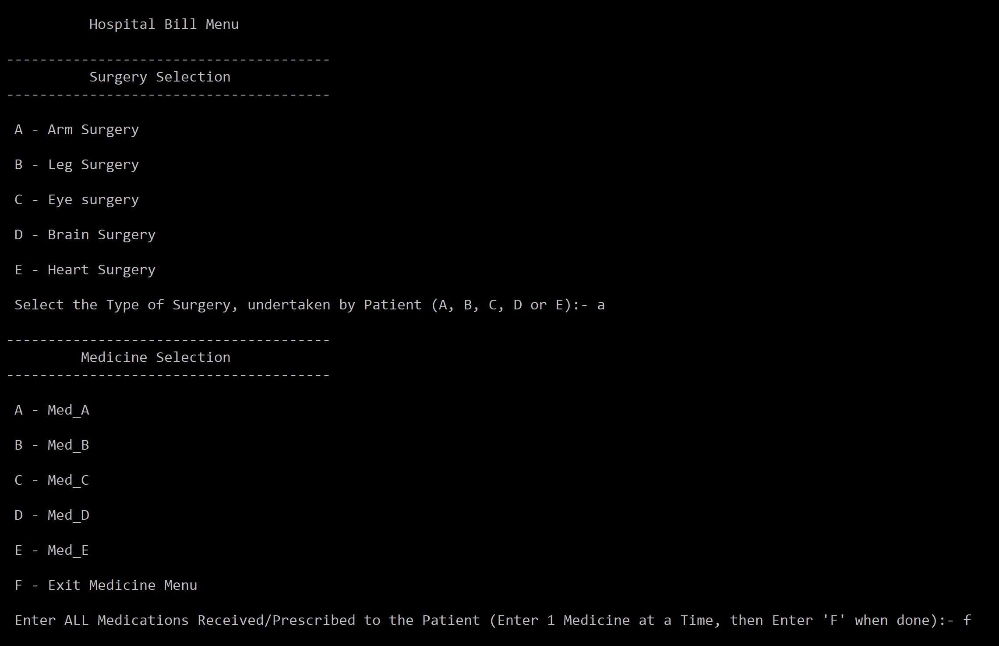 Hospital Bill Menu
---------------------------------------
Surgery Selection
---------------------------------------
A - Arm Surgery
B - Leg Surgery
C - Eye surgery
D - Brain Surgery
E - Heart Surgery
Select the Type of Surgery, undertaken by Patient (A, B, C, D or E):- a
---------------------------------------
Medicine Selection
---------------------------------------
A - Med_A
B - Med_B
C - Med_C
D - Med_D
E - Med_E
F - Exit Medicine Menu
Enter ALL Medications Received/Prescribed to the Patient (Enter 1 Medicine at a Time, then Enter 'F' when done):- f